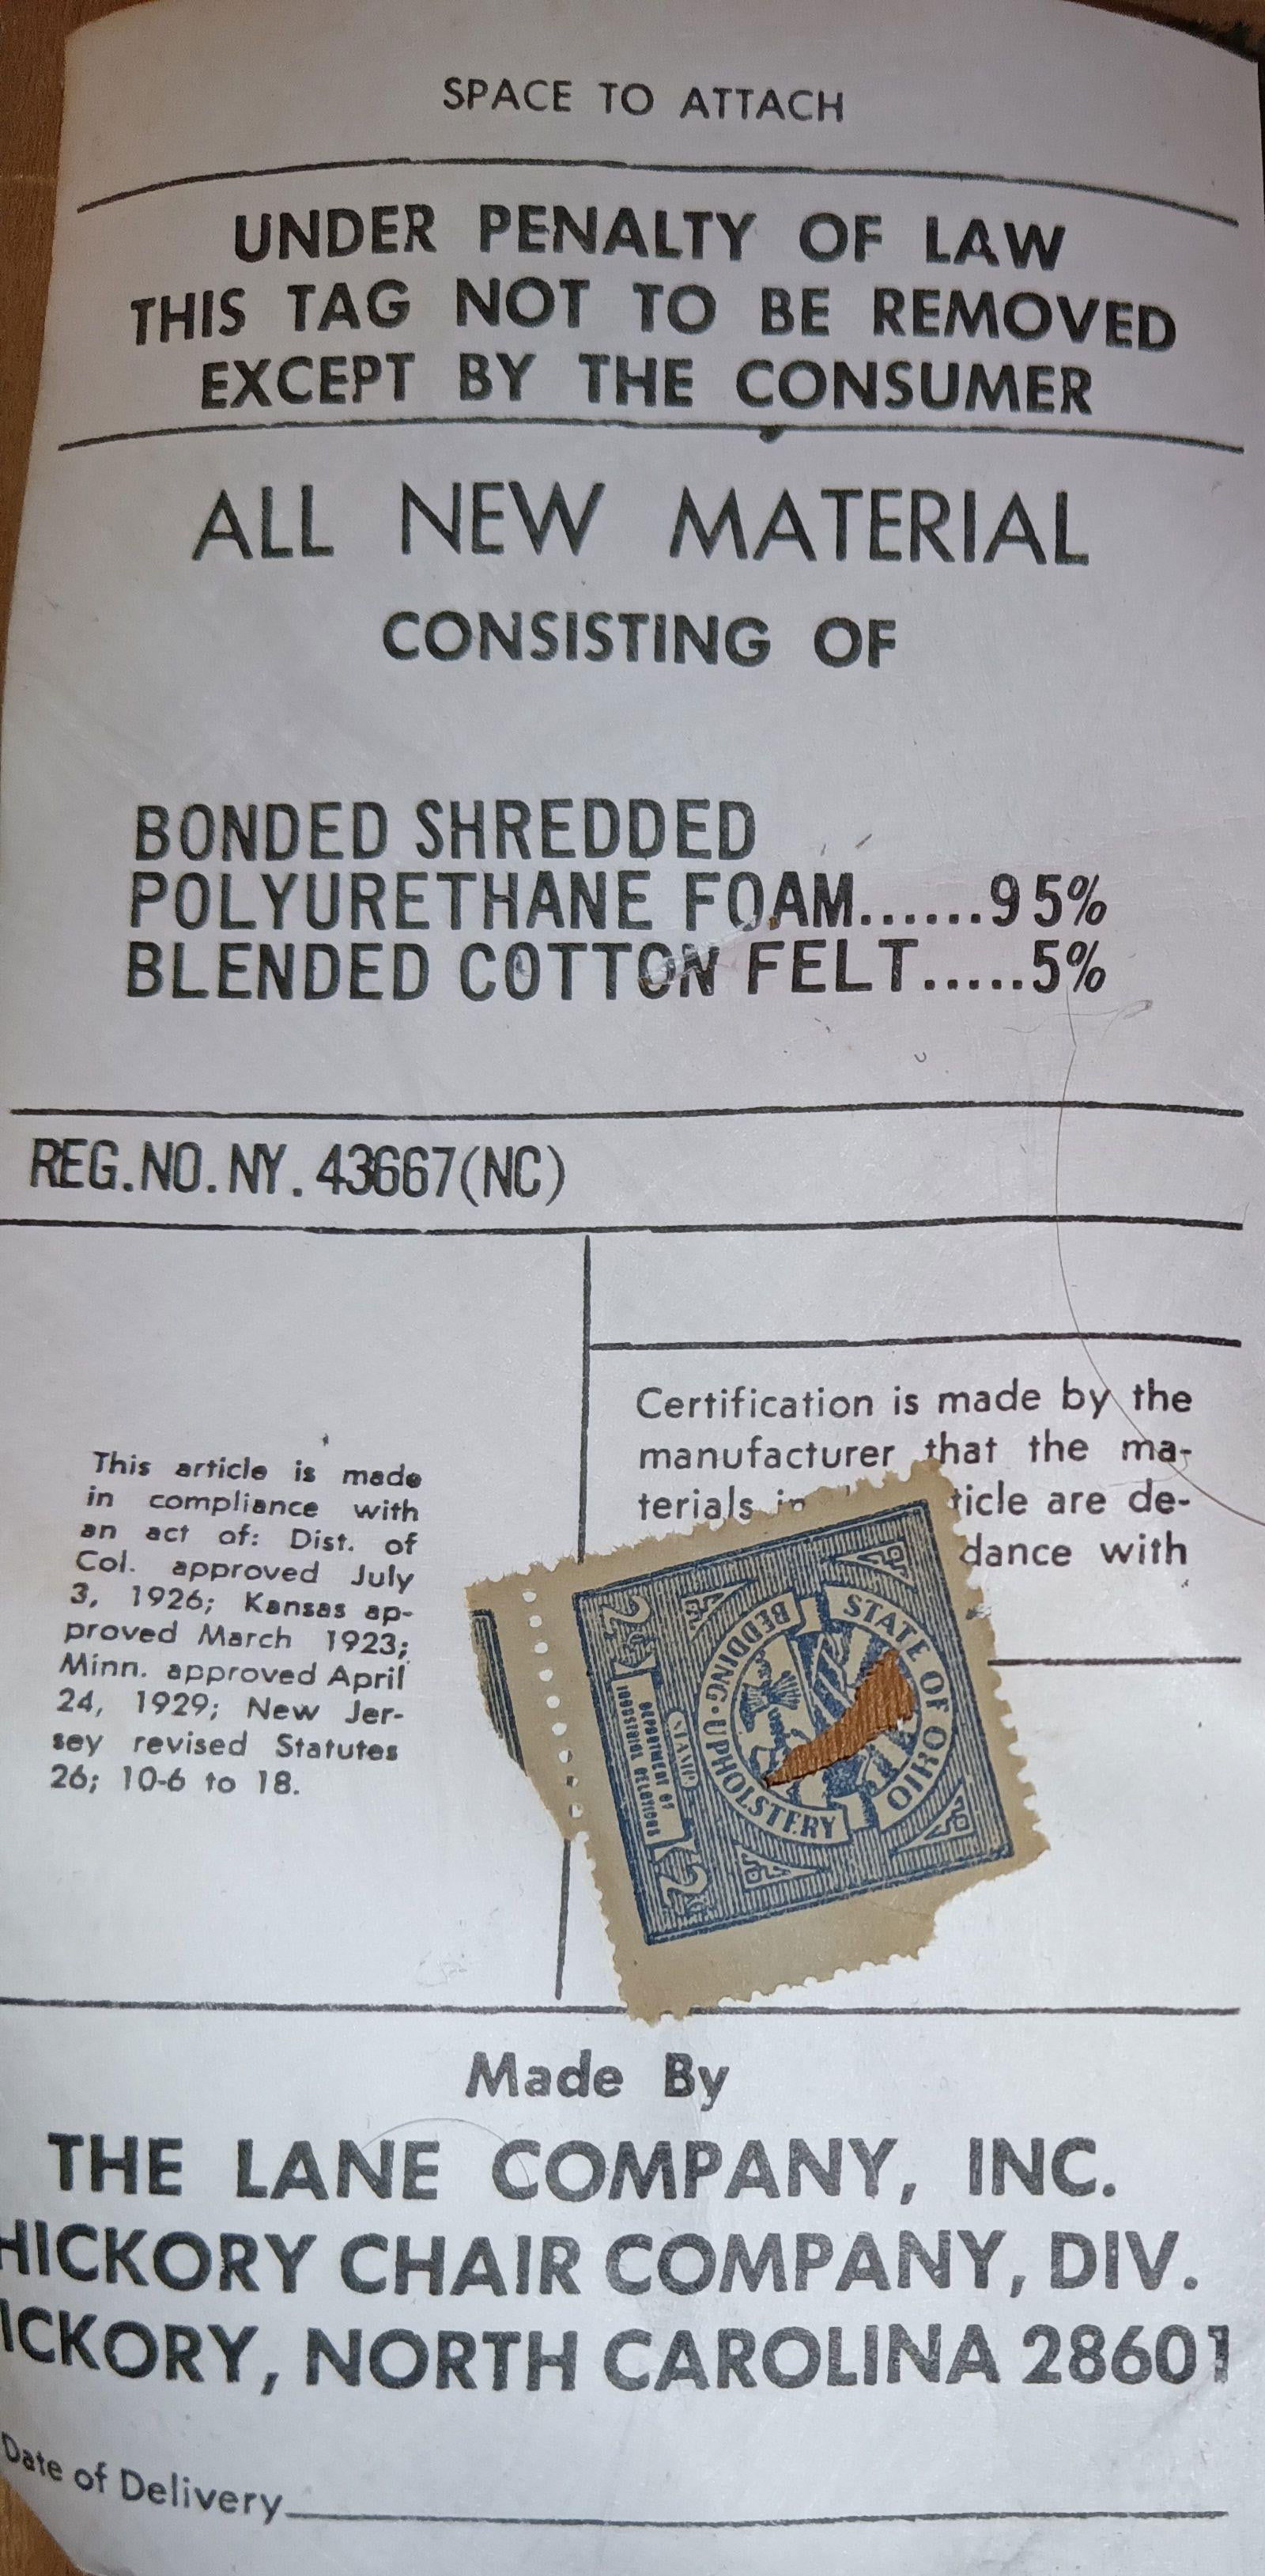 SPACE TO ATTACH
UNDER PENALTY OF LAW
THIS TAG NOT TO BE REMOVED
EXCEPT BY THE CONSUMER
ALL NEW MATERIAL
CONSISTING OF
BONDED SHREDDED
POLYURETHANE FOAM......95%
BLENDED COTTON FELT.....5%
REG.NO.NY.43667(NC)
This article is made
in compliance with
an act of: Dist. of
Col. approved July
3, 1926; Kansas ap-
proved March 1923;
Minn. approved April
24, 1929; New Jer-
sey revised Statutes
26; 10-6 to 18.
Certification is made by the
manufacturer that the ma-
terials in ticle are de-
dance with
STATE OF OHIO
BEDDING · UPHOLSTERY
STAMP
DEPARTMENT OF
INDUSTRIAL RELATIONS
2¢ 2¢
Made By
THE LANE COMPANY, INC.
HICKORY CHAIR COMPANY, DIV.
ICKORY, NORTH CAROLINA 28601
Date of Delivery